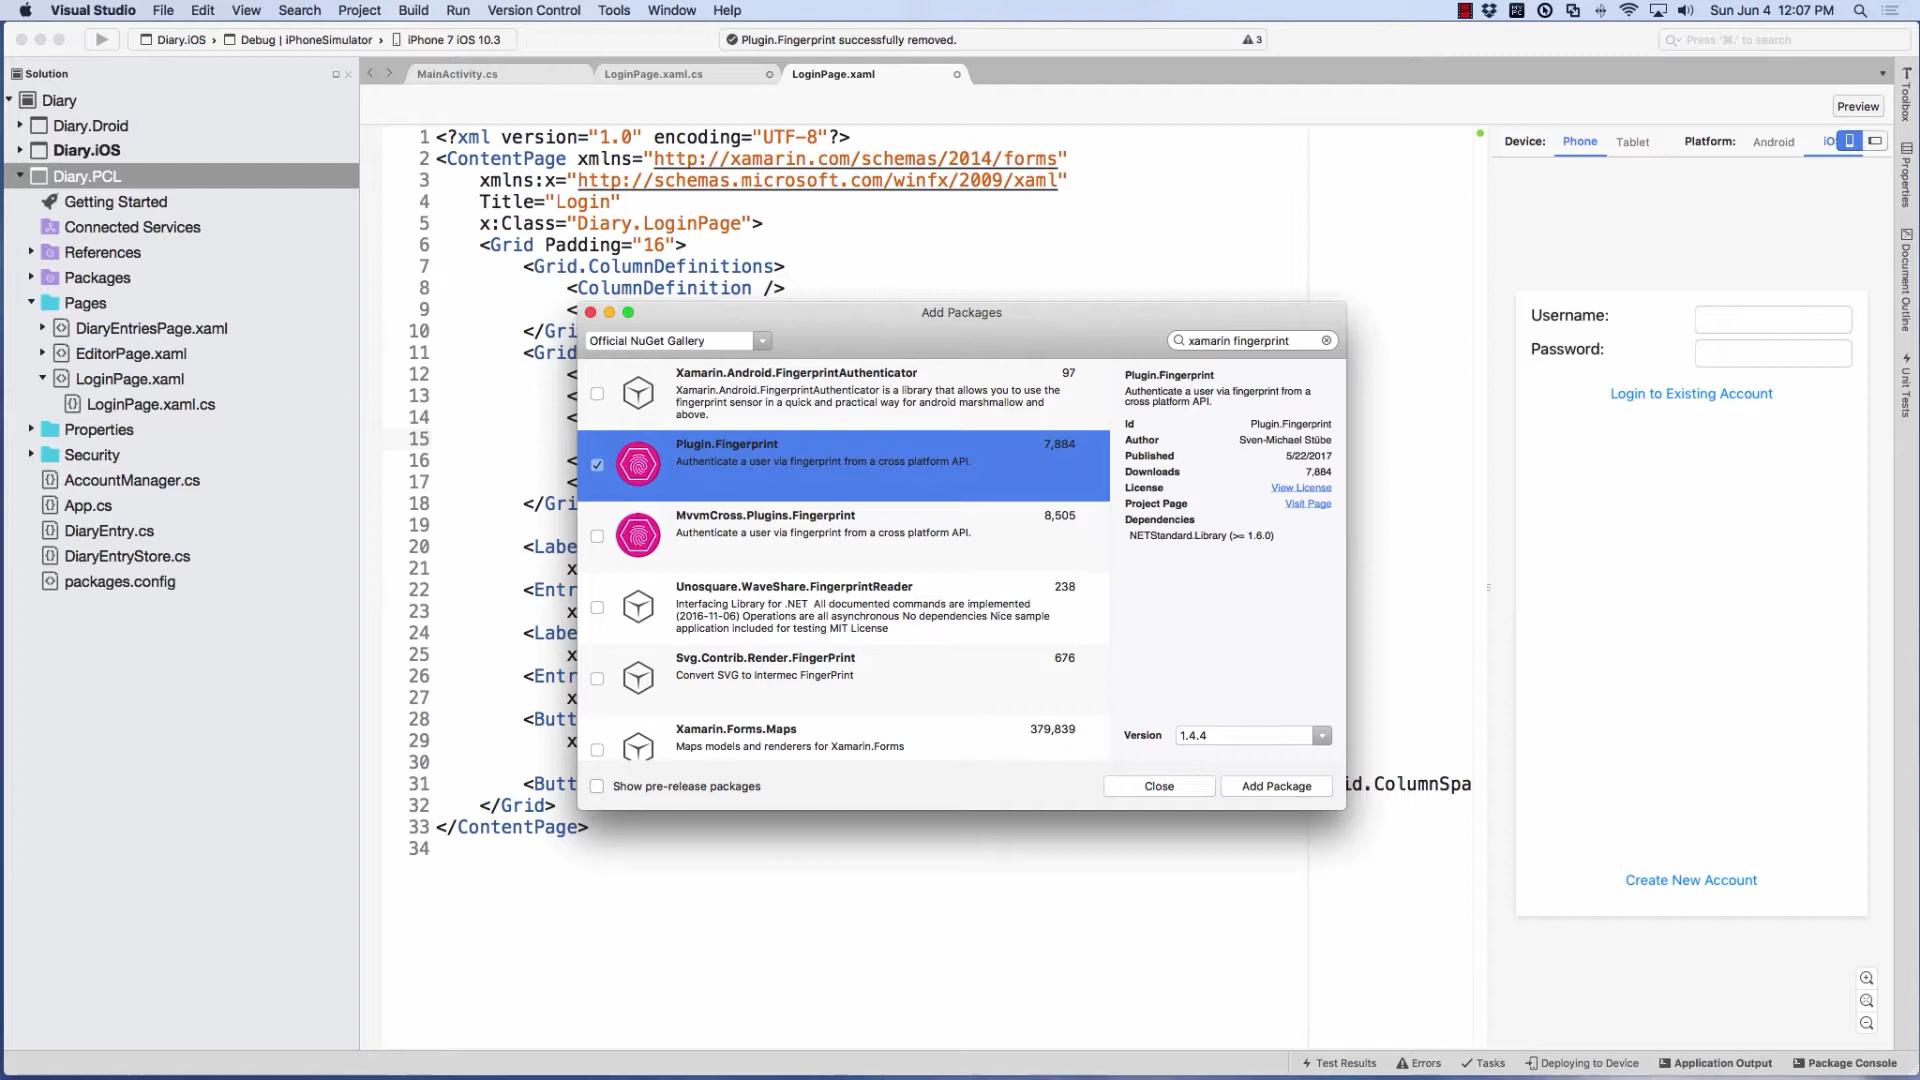 Visual Studio File Edit View Search Project Build Run Version Control Tools Window Help Sun Jun 4 12:07 PM
Diary.iOS › Debug | iPhoneSimulator › iPhone 7 iOS 10.3 Plugin.Fingerprint successfully removed. 3 Press '⌘.' to search
Solution
Diary
Diary.Droid
Diary.iOS
Diary.PCL
Getting Started
Connected Services
References
Packages
Pages
DiaryEntriesPage.xaml
EditorPage.xaml
LoginPage.xaml
LoginPage.xaml.cs
Properties
Security
AccountManager.cs
App.cs
DiaryEntry.cs
DiaryEntryStore.cs
packages.config
MainActivity.cs LoginPage.xaml.cs LoginPage.xaml
Preview
1 <?xml version="1.0" encoding="UTF-8"?>
2 <ContentPage xmlns="http://xamarin.com/schemas/2014/forms"
3 xmlns:x="http://schemas.microsoft.com/winfx/2009/xaml"
4 Title="Login"
5 x:Class="Diary.LoginPage">
6 <Grid Padding="16">
7 <Grid.ColumnDefinitions>
8 <ColumnDefinition />
9 <
10 </Gri
11 <Grid
12 <
13 <
14 <
15
16 <
17 <
18 </Gri
19
20 <Labe
21 x
22 <Entr
23 x
24 <Labe
25 x
26 <Entr
27 x
28 <Butt
29 x
30
31 <Butt id.ColumnSpa
32 </Grid>
33 </ContentPage>
34
Add Packages
Official NuGet Gallery xamarin fingerprint
Xamarin.Android.FingerprintAuthenticator 97
Xamarin.Android.FingerprintAuthenticator is a library that allows you to use the
fingerprint sensor in a quick and practical way for android marshmallow and
above.
Plugin.Fingerprint 7,884
Authenticate a user via fingerprint from a cross platform API.
MvvmCross.Plugins.Fingerprint 8,505
Authenticate a user via fingerprint from a cross platform API.
Unosquare.WaveShare.FingerprintReader 238
Interfacing Library for .NET All documented commands are implemented
(2016-11-06) Operations are all asynchronous No dependencies Nice sample
application included for testing MIT License
Svg.Contrib.Render.FingerPrint 676
Convert SVG to Intermec FingerPrint
Xamarin.Forms.Maps 379,839
Maps models and renderers for Xamarin.Forms
Show pre-release packages
Plugin.Fingerprint
Authenticate a user via fingerprint from a
cross platform API.
Id Plugin.Fingerprint
Author Sven-Michael Stübe
Published 5/22/2017
Downloads 7,884
License View License
Project Page Visit Page
Dependencies
NETStandard.Library (>= 1.6.0)
Version 1.4.4
Close Add Package
Device: Phone Tablet Platform: Android iO
Username:
Password:
Login to Existing Account
Create New Account
Toolbox
Properties
Document Outline
Unit Tests
Test Results Errors Tasks Deploying to Device Application Output Package Console